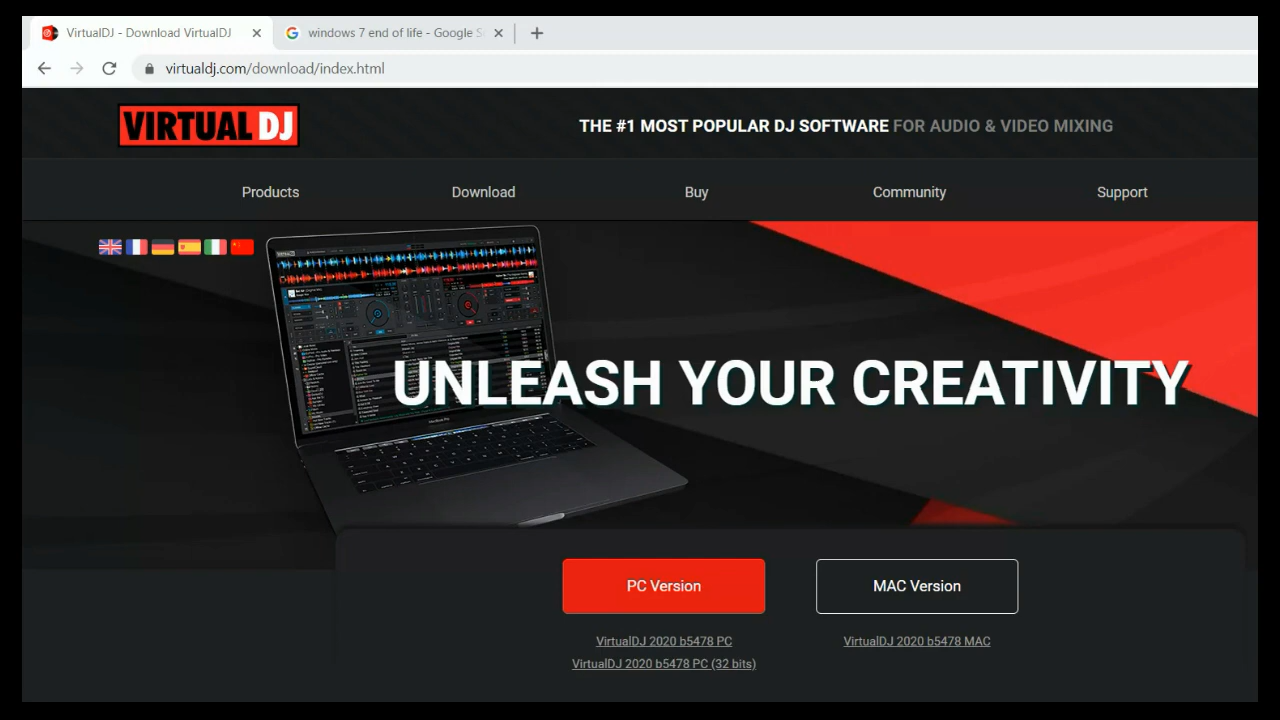 VirtualDJ - Download VirtualDJ
windows 7 end of life - Google S
virtualdj.com/download/index.html
VIRTUAL DJ
THE #1 MOST POPULAR DJ SOFTWARE FOR AUDIO & VIDEO MIXING
Products
Download
Buy
Community
Support
UNLEASH YOUR CREATIVITY
PC Version
MAC Version
VirtualDJ 2020 b5478 PC
VirtualDJ 2020 b5478 MAC
VirtualDJ 2020 b5478 PC (32 bits)